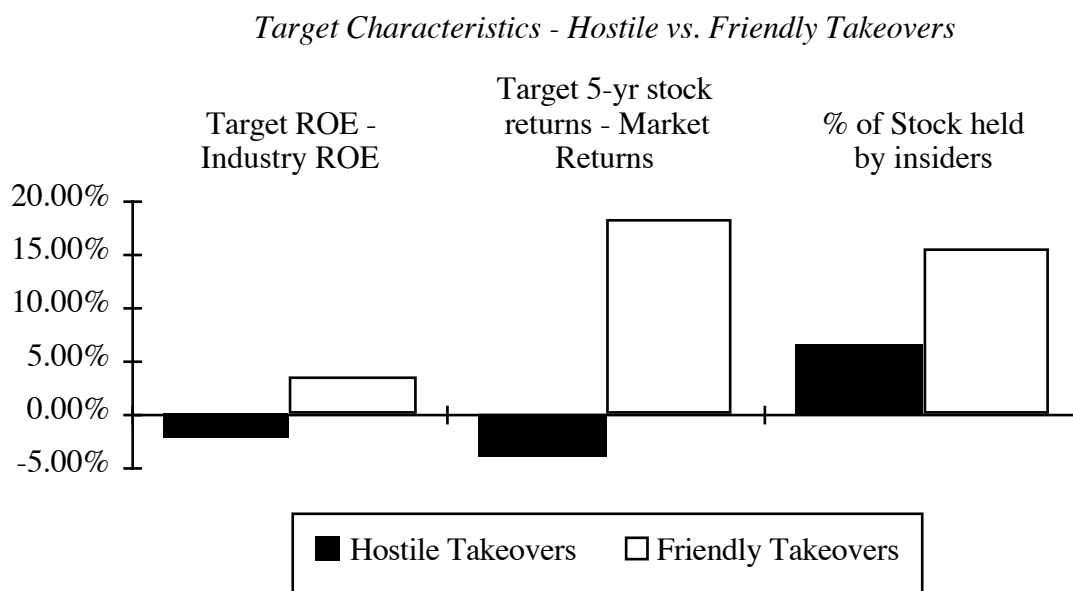 Target Characteristics - Hostile vs. Friendly Takeovers
Target ROE -
Industry ROE
Target 5-yr stock
returns - Market
Returns
% of Stock held
by insiders
20.00%
15.00%
10.00%
5.00%
0.00%
-5.00%
Hostile Takeovers
Friendly Takeovers